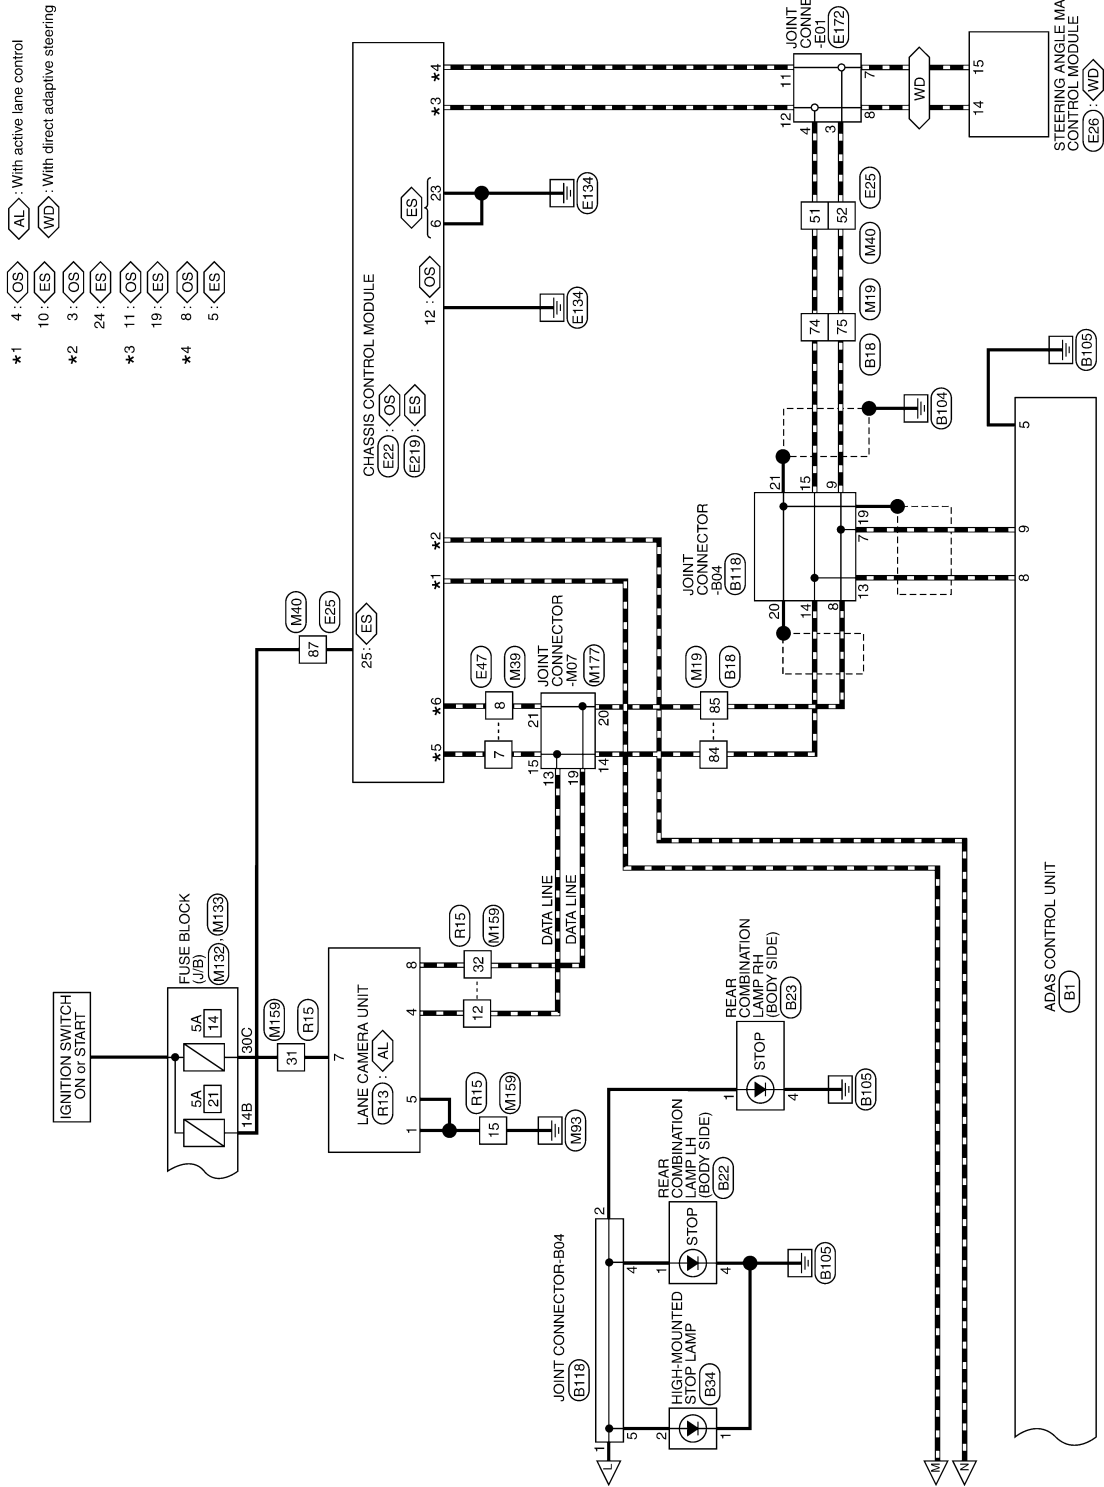 IGNITION SWITCH
ON or START
FUSE BLOCK
(J/B)
M132 , M133
5A
21
5A
14
14B
30C
M159
R15
31
7
LANE CAMERA UNIT
R13 : AL
1
5
4
8
15
R15
M159
M93
12
32
R15
M159
DATA LINE
DATA LINE
M40
E25
87
25: ES
CHASSIS CONTROL MODULE
E22 : OS
E219 : ES
*5
*6
*1
*2
12 : OS
E134
ES
6
23
E134
*3
*4
*1 4 : OS
10 : ES
*2 3 : OS
24 : ES
*3 11 : OS
19 : ES
*4 8 : OS
5 : ES
AL : With active lane control
WD : With direct adaptive steering
7
8
E47
M39
JOINT
CONNECTOR
-M07
M177
15
21
13
19
14
20
84
85
M19
B18
JOINT
CONNECTOR
-B04
B118
20
14
8
21
15
9
13
7
19
B104
74
75
M19
B18
51
52
E25
M40
JOINT
-E01
E172
12
11
4
3
8
7
WD
14
15
CONTROL MODULE
E26 : WD
B105
5
8
9
ADAS CONTROL UNIT
B1
JOINT CONNECTOR-B04
B118
1
2
5
4
L
HIGH-MOUNTED
STOP LAMP
B34
2
1
REAR
COMBINATION
LAMP LH
(BODY SIDE)
B22
STOP
1
4
B105
REAR
COMBINATION
LAMP RH
(BODY SIDE)
B23
STOP
1
4
B105
M
N